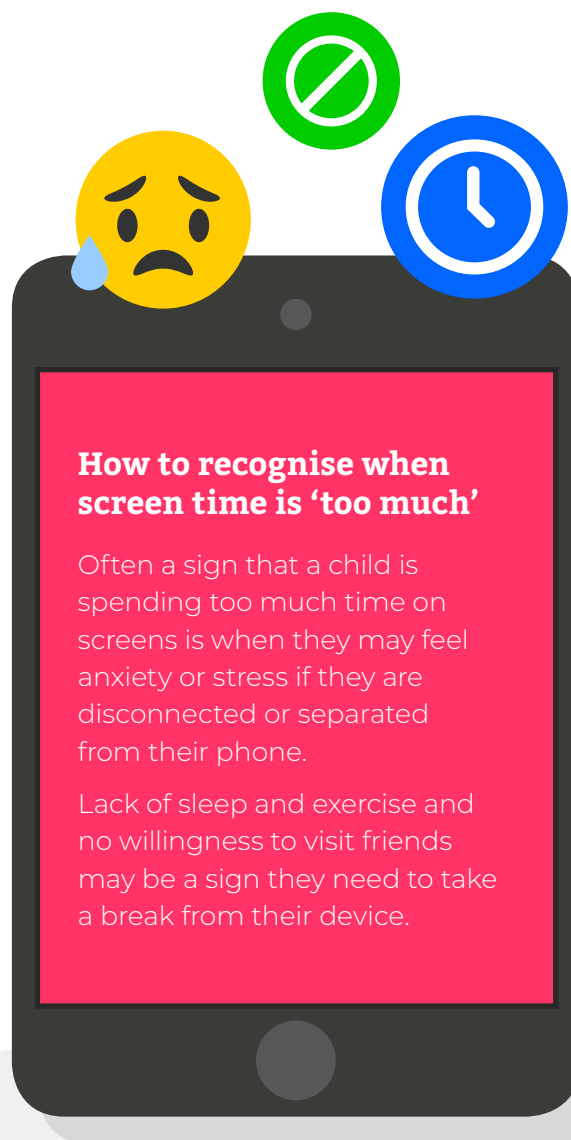 How to recognise when
screen time is ‘too much’
Often a sign that a child is
spending too much time on
screens is when they may feel
anxiety or stress if they are
disconnected or separated
from their phone.
Lack of sleep and exercise and
no willingness to visit friends
may be a sign they need to take
a break from their device.